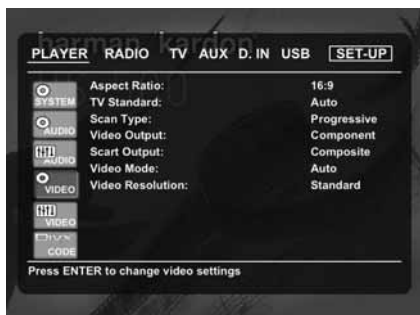 harman kardon
PLAYER RADIO TV AUX D. IN USB SET-UP
SYSTEM
AUDIO
AUDIO
VIDEO
VIDEO
DIVX
CODE
Aspect Ratio: 16:9
TV Standard: Auto
Scan Type: Progressive
Video Output: Component
Scart Output: Composite
Video Mode: Auto
Video Resolution: Standard
Press ENTER to change video settings